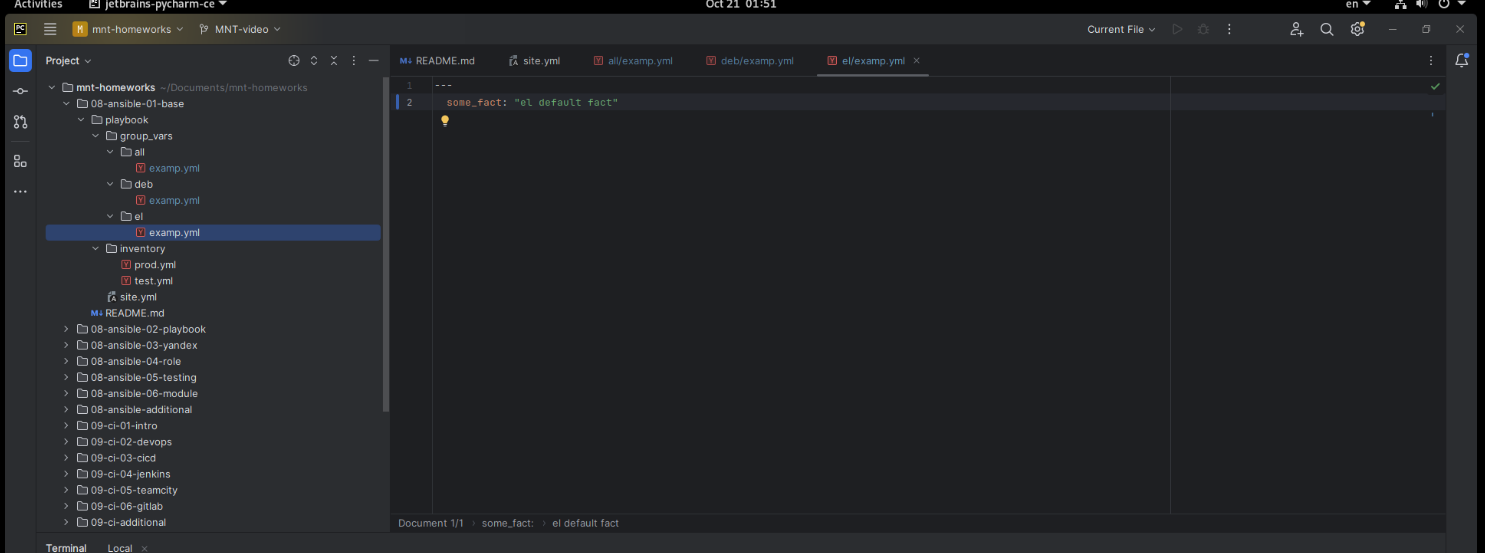 Activities jetbrains-pycharm-ce Oct 21 01:51 en
PC M mnt-homeworks MNT-video Current File
Project
README.md site.yml all/examp.yml deb/examp.yml el/examp.yml
mnt-homeworks ~/Documents/mnt-homeworks
08-ansible-01-base
playbook
group_vars
all
examp.yml
deb
examp.yml
el
examp.yml
inventory
prod.yml
test.yml
site.yml
README.md
08-ansible-02-playbook
08-ansible-03-yandex
08-ansible-04-role
08-ansible-05-testing
08-ansible-06-module
08-ansible-additional
09-ci-01-intro
09-ci-02-devops
09-ci-03-cicd
09-ci-04-jenkins
09-ci-05-teamcity
09-ci-06-gitlab
09-ci-additional
1 ---
2 some_fact: "el default fact"
Document 1/1 › some_fact: › el default fact
Terminal Local ×